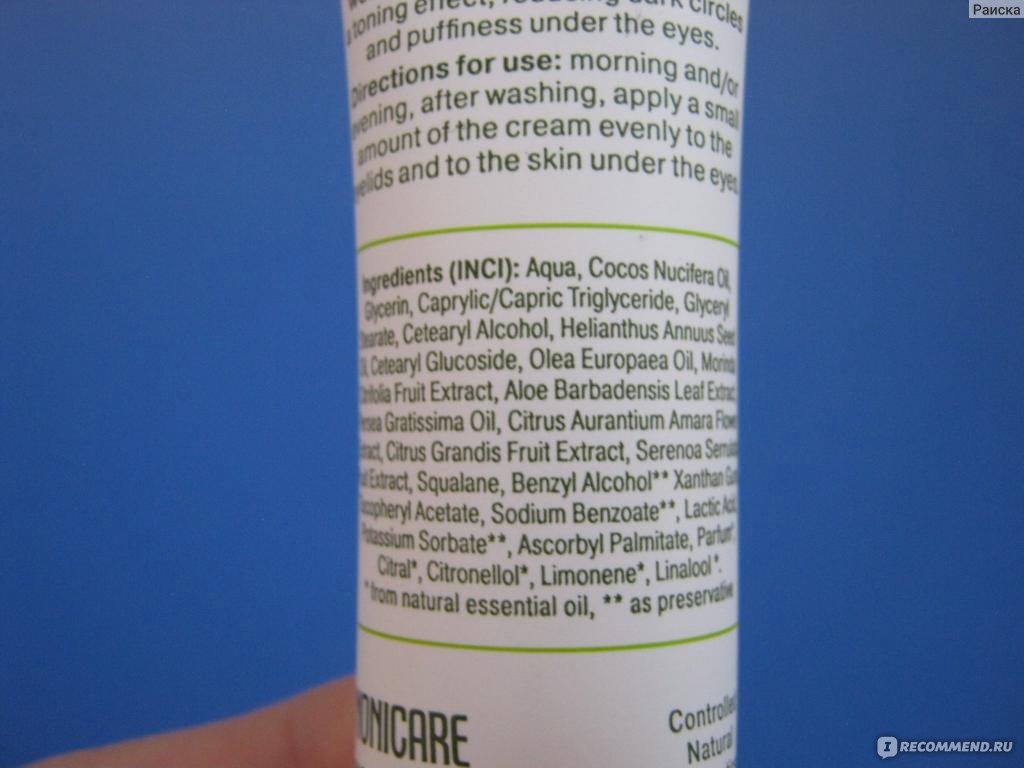 Раиска
a toning effect, reducing dark circles
and puffiness under the eyes.
Directions for use: morning and/or
evening, after washing, apply a small
amount of the cream evenly to the
eyelids and to the skin under the eyes.
Ingredients (INCI): Aqua, Cocos Nucifera Oil,
Glycerin, Caprylic/Capric Triglyceride, Glyceryl
Stearate, Cetearyl Alcohol, Helianthus Annuus Seed
Oil, Cetearyl Glucoside, Olea Europaea Oil, Morinda
Citrifolia Fruit Extract, Aloe Barbadensis Leaf Extract,
Persea Gratissima Oil, Citrus Aurantium Amara Flower
Extract, Citrus Grandis Fruit Extract, Serenoa Serrulata
Fruit Extract, Squalane, Benzyl Alcohol** Xanthan Gum,
Tocopheryl Acetate, Sodium Benzoate**, Lactic Acid,
Potassium Sorbate**, Ascorbyl Palmitate, Parfum*,
Citral*, Citronellol*, Limonene*, Linalool*.
* from natural essential oil, ** as preservative
ONICARE
Controlled
Natural
IRECOMMEND.RU